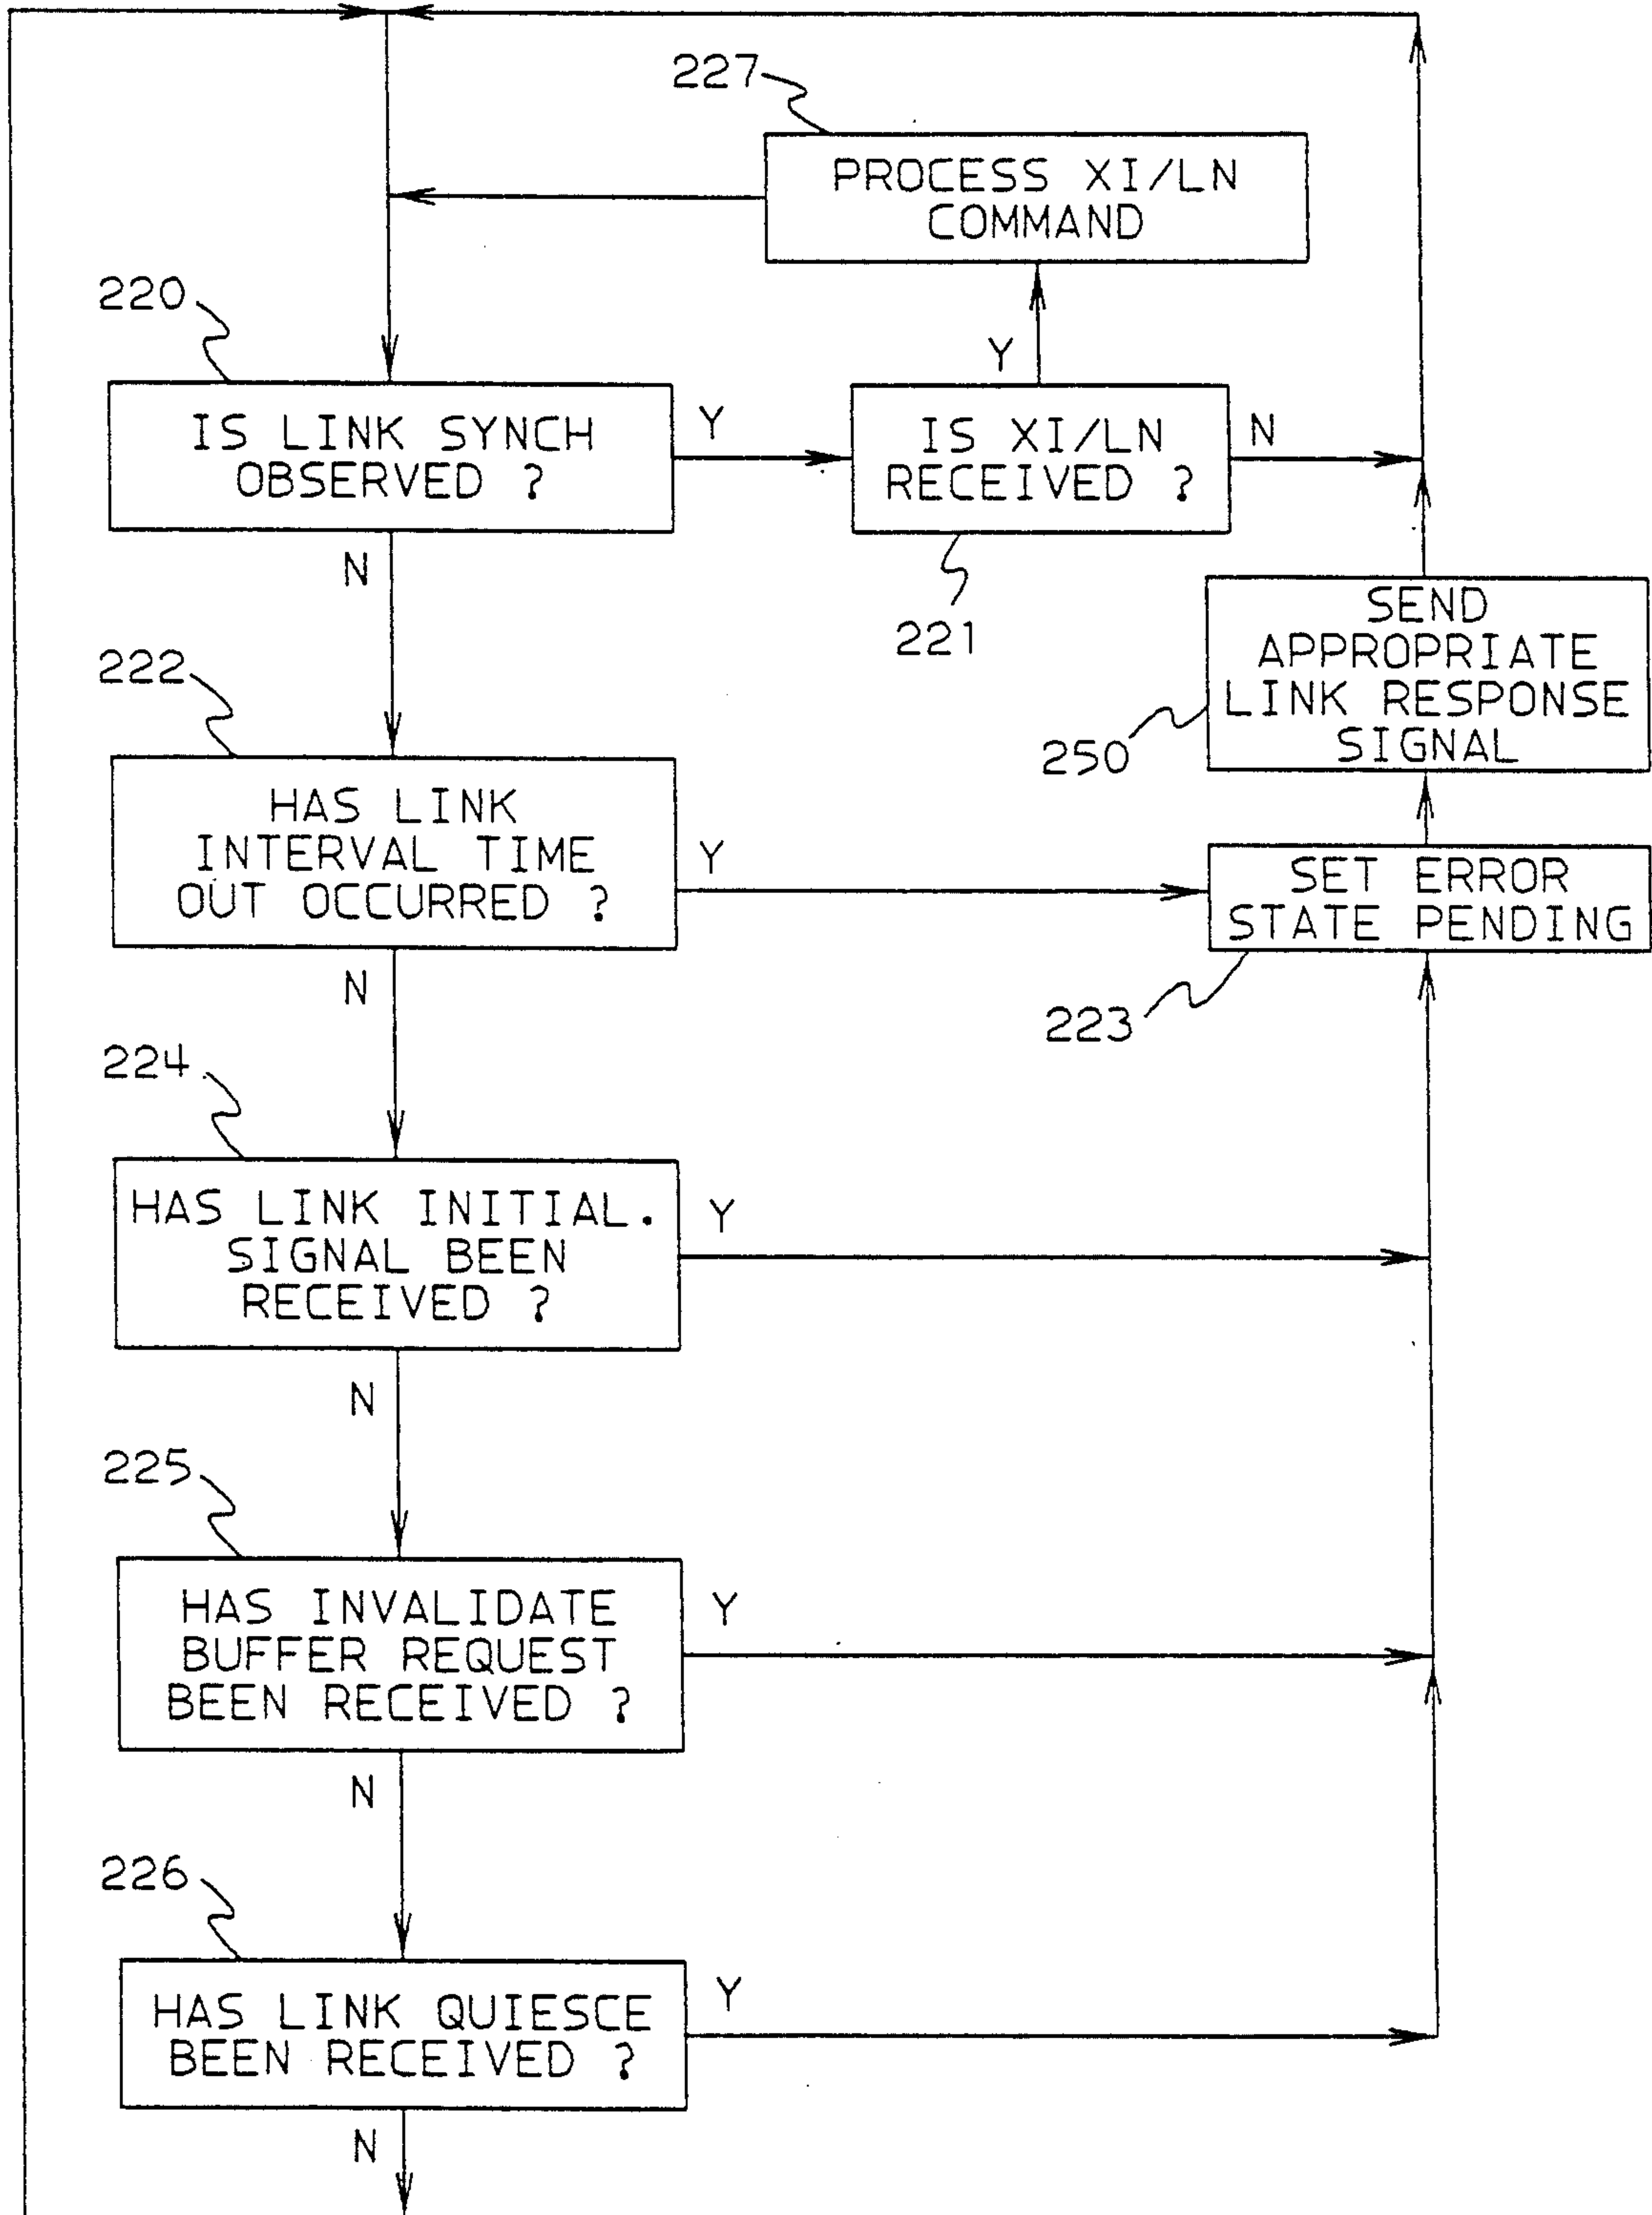 227
PROCESS XI/LN
COMMAND
220
IS LINK SYNCH
OBSERVED ?
Y
Y
IS XI/LN
RECEIVED ?
N
N
221
SEND
APPROPRIATE
LINK RESPONSE
SIGNAL
250
222
HAS LINK
INTERVAL TIME
OUT OCCURRED ?
Y
SET ERROR
STATE PENDING
223
N
224
HAS LINK INITIAL.
SIGNAL BEEN
RECEIVED ?
Y
N
225
HAS INVALIDATE
BUFFER REQUEST
BEEN RECEIVED ?
Y
N
226
HAS LINK QUIESCE
BEEN RECEIVED ?
Y
N